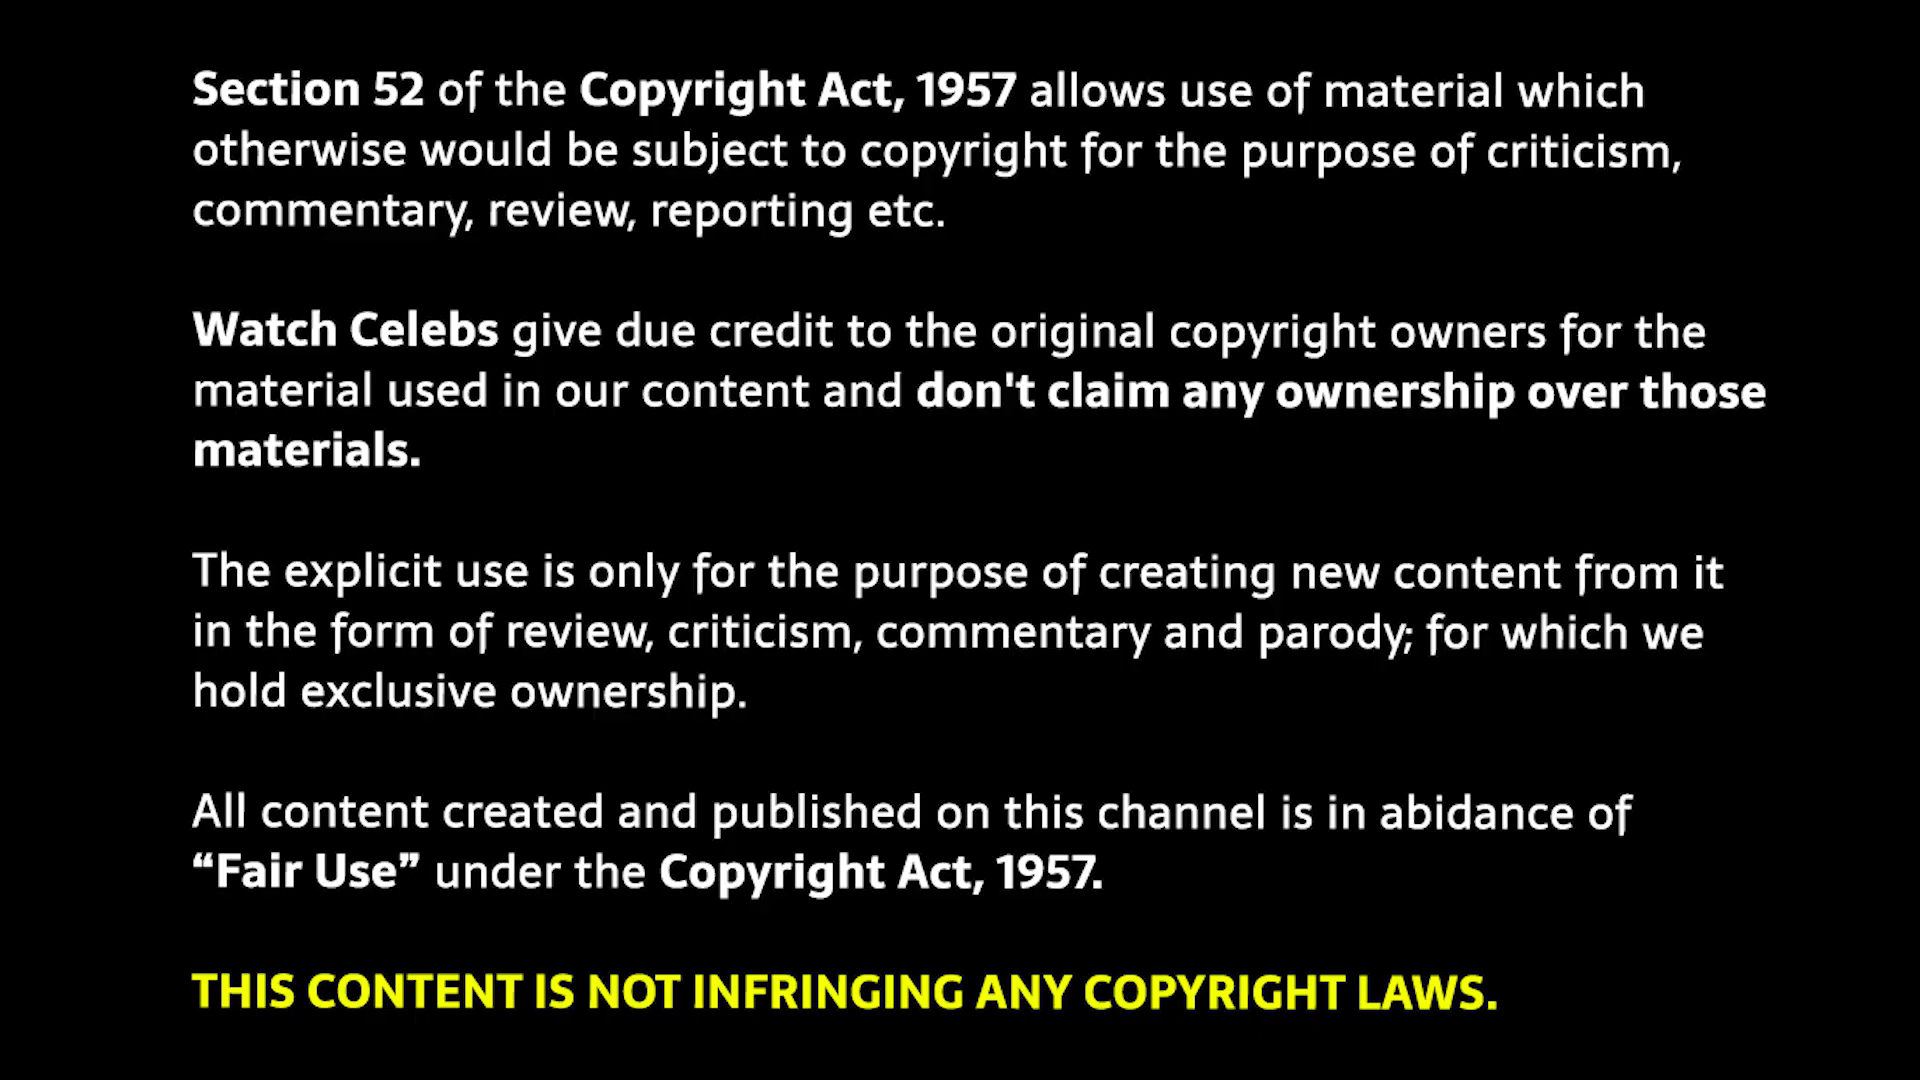 Section 52 of the Copyright Act, 1957 allows use of material which
otherwise would be subject to copyright for the purpose of criticism,
commentary, review, reporting etc.
Watch Celebs give due credit to the original copyright owners for the
material used in our content and don't claim any ownership over those
materials.
The explicit use is only for the purpose of creating new content from it
in the form of review, criticism, commentary and parody; for which we
hold exclusive ownership.
All content created and published on this channel is in abidance of
“Fair Use” under the Copyright Act, 1957.
THIS CONTENT IS NOT INFRINGING ANY COPYRIGHT LAWS.